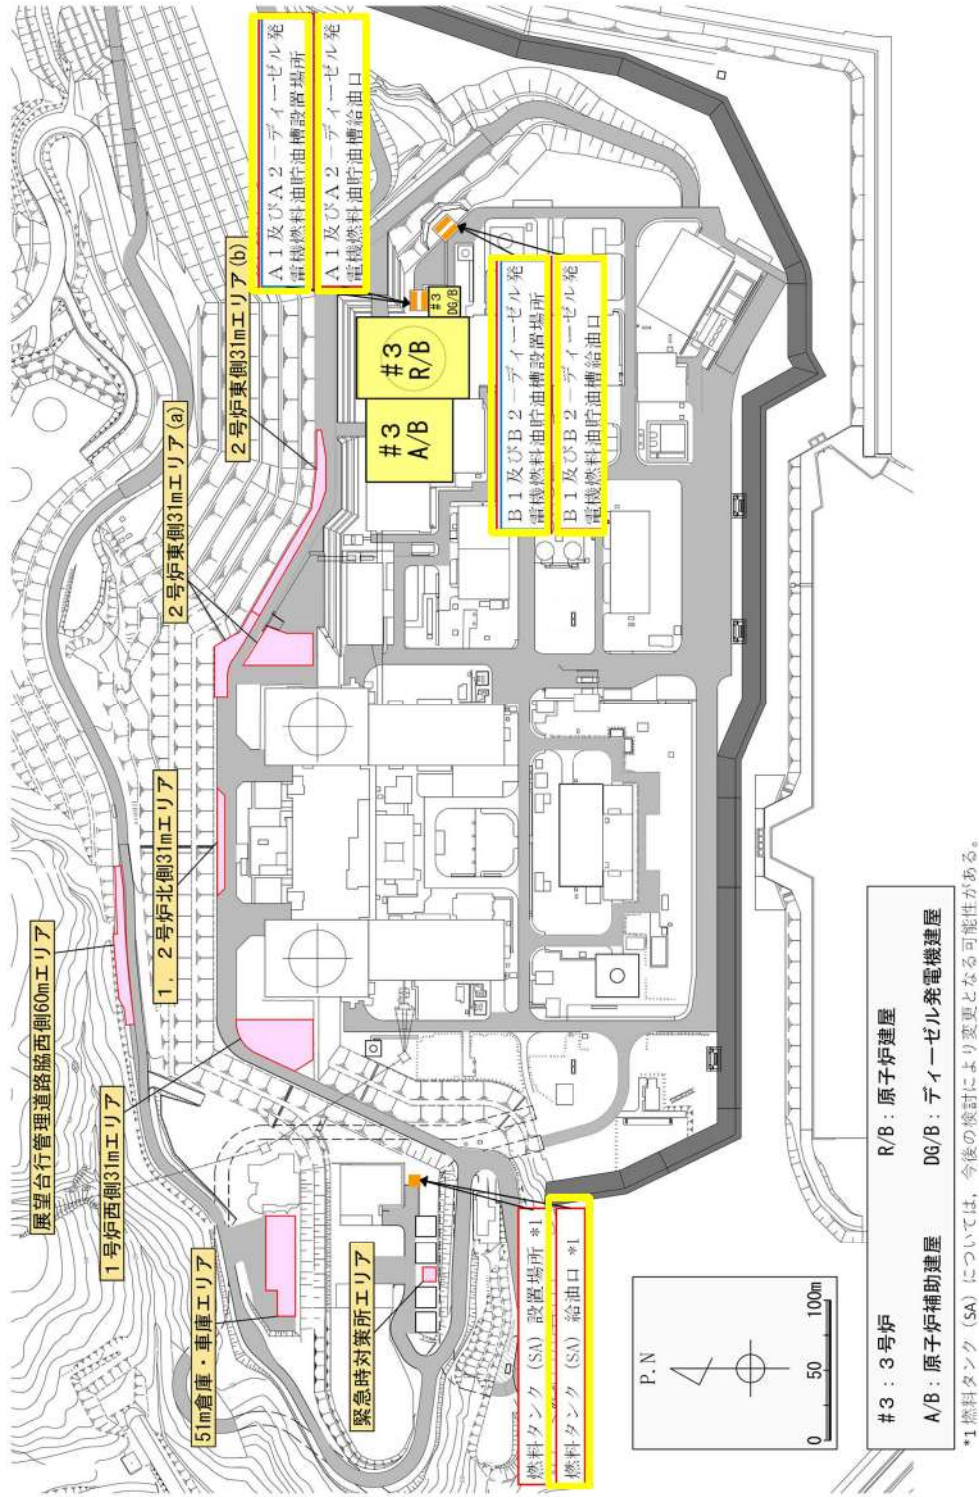 展望台行管理道路脇西側60mエリア
1号炉西側31mエリア
51m倉庫・車庫エリア
緊急時対策所エリア
1，2号炉北側31mエリア
2号炉東側31mエリア(a)
2号炉東側31mエリア(b)
A1及びA2－ディーゼル発
電機燃料油貯油槽設置場所
A1及びA2－ディーゼル発
電機燃料油貯油槽給油口
#3
DG/B
#3
R/B
#3
A/B
B1及びB2－ディーゼル発
電機燃料油貯油槽設置場所
B1及びB2－ディーゼル発
電機燃料油貯油槽給油口
燃料タンク（SA）設置場所 *1
燃料タンク（SA）給油口 *1
P.N
0 50 100m
#3：3号炉 R/B：原子炉建屋
A/B：原子炉補助建屋 DG/B：ディーゼル発電機建屋
*1 燃料タンク（SA）については，今後の検討により変更となる可能性がある。